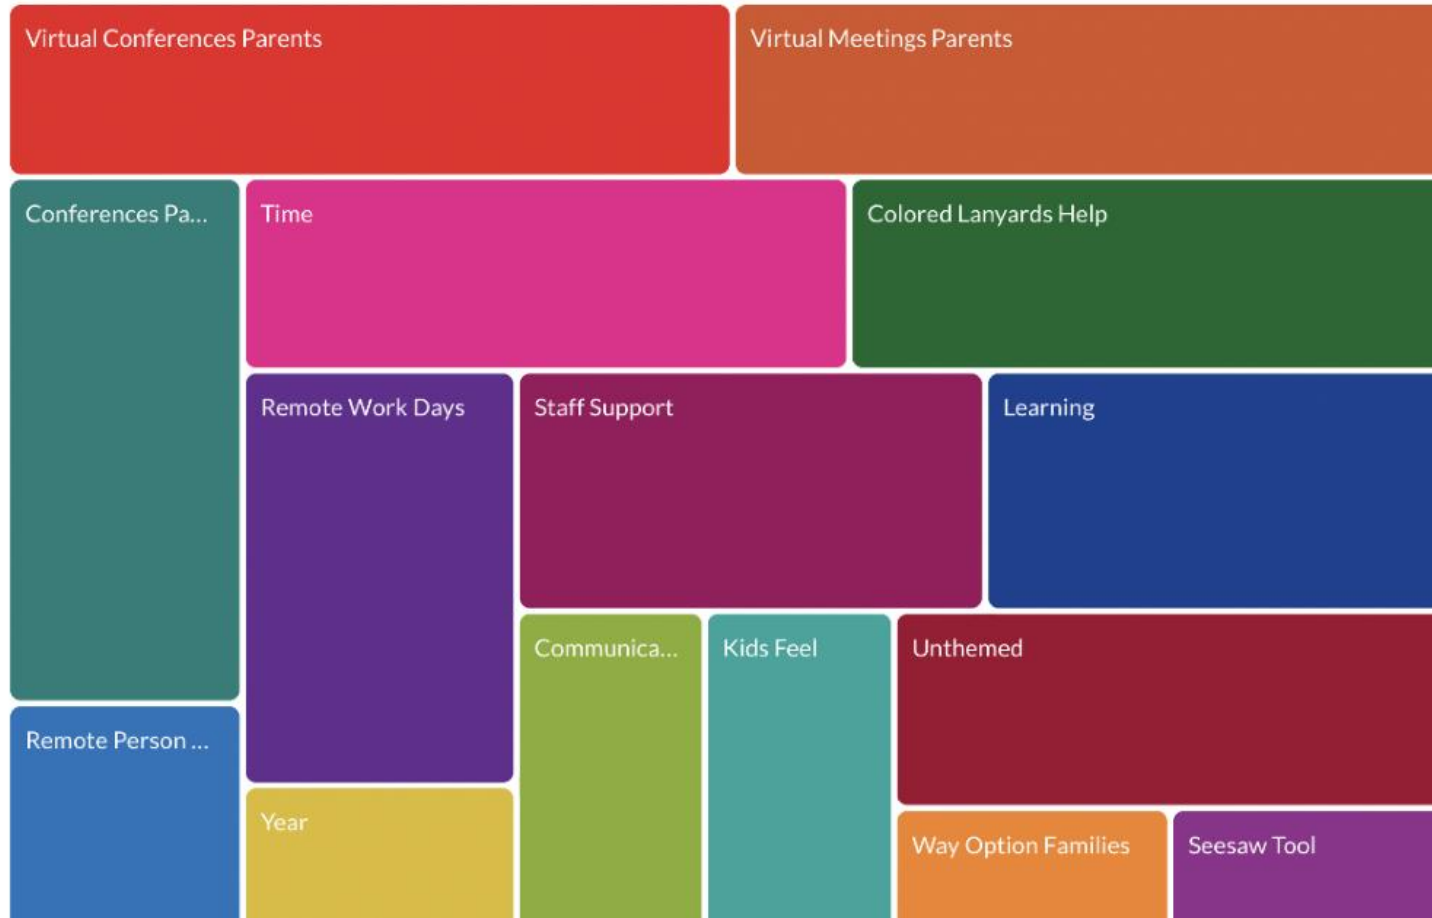 Virtual Conferences Parents
Virtual Meetings Parents
Conferences Pa...
Time
Colored Lanyards Help
Remote Work Days
Staff Support
Learning
Communica...
Kids Feel
Unthemed
Remote Person ...
Year
Way Option Families
Seesaw Tool